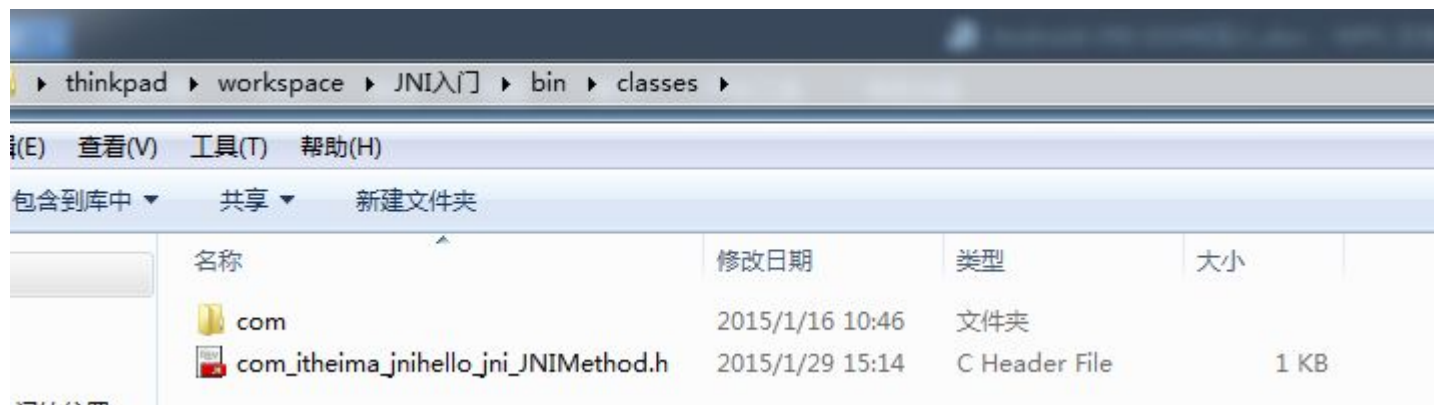 thinkpad ▸ workspace ▸ JNI入门 ▸ bin ▸ classes ▸
(E) 查看(V) 工具(T) 帮助(H)
包含到库中 共享 新建文件夹
名称 修改日期 类型 大小
com 2015/1/16 10:46 文件夹
com_itheima_jnihello_jni_JNIMethod.h 2015/1/29 15:14 C Header File 1 KB